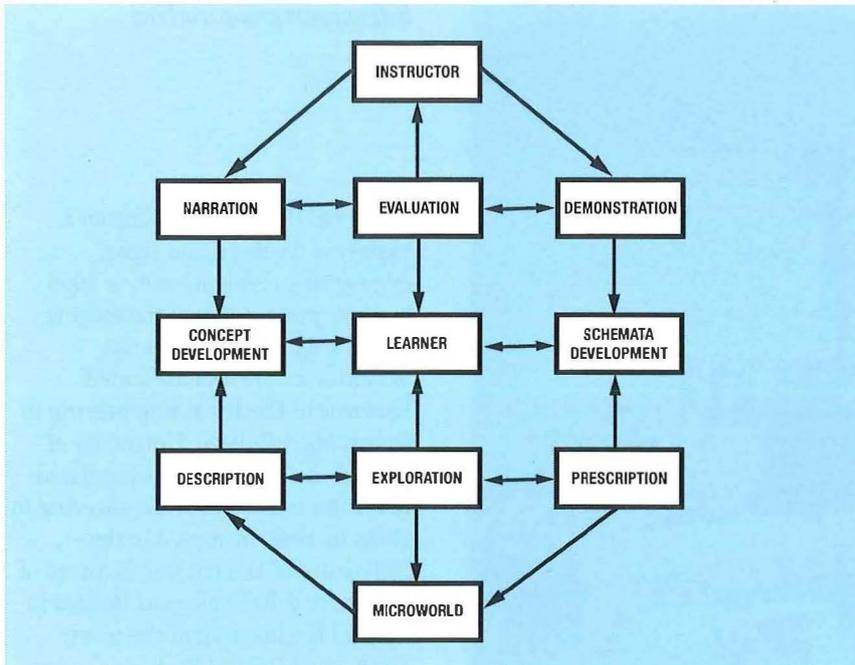 INSTRUCTOR
NARRATION
EVALUATION
DEMONSTRATION
CONCEPT
DEVELOPMENT
LEARNER
SCHEMATA
DEVELOPMENT
DESCRIPTION
EXPLORATION
PRESCRIPTION
MICROWORLD